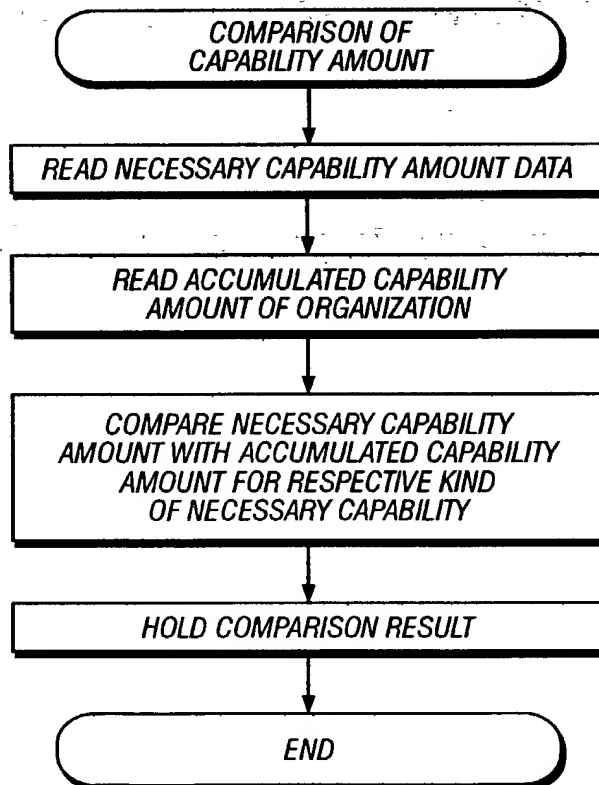 COMPARISON OF
CAPABILITY AMOUNT
READ NECESSARY CAPABILITY AMOUNT DATA
READ ACCUMULATED CAPABILITY
AMOUNT OF ORGANIZATION
COMPARE NECESSARY CAPABILITY
AMOUNT WITH ACCUMULATED CAPABILITY
AMOUNT FOR RESPECTIVE KIND
OF NECESSARY CAPABILITY
HOLD COMPARISON RESULT
END